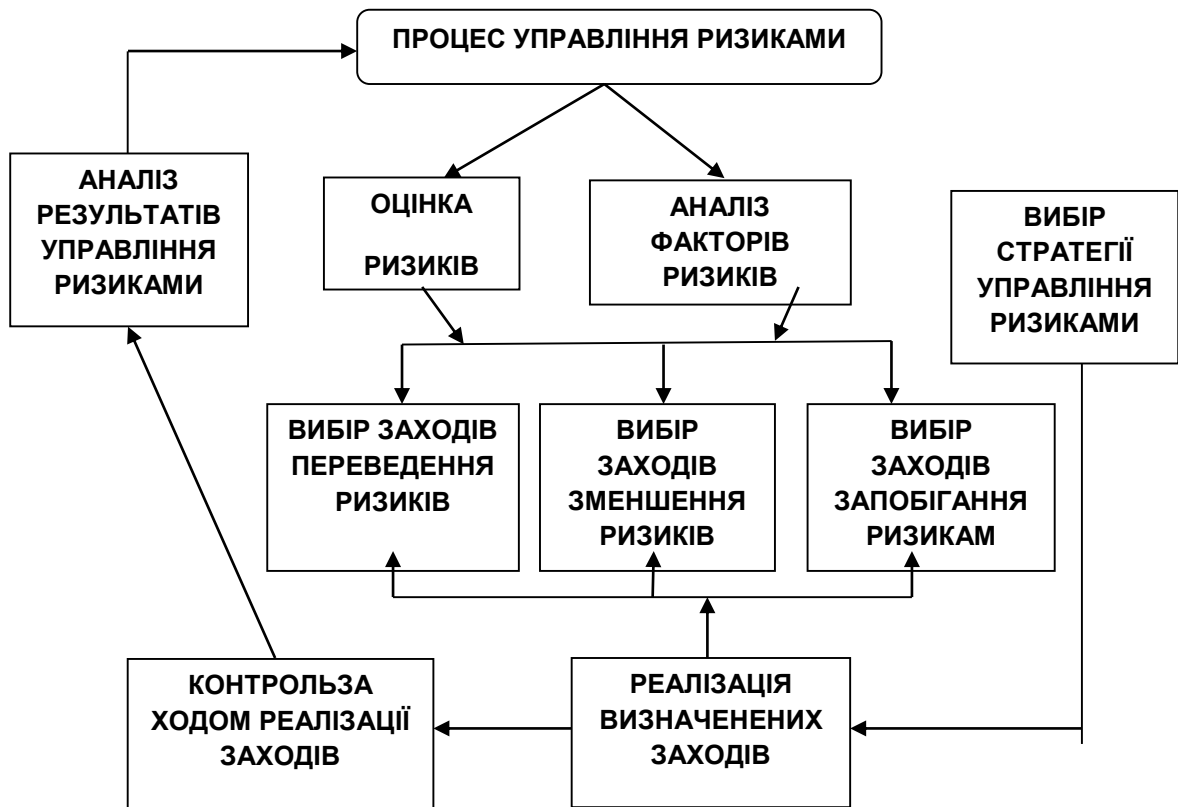 ПРОЦЕС УПРАВЛІННЯ РИЗИКАМИ
АНАЛІЗ
РЕЗУЛЬТАТІВ
УПРАВЛІННЯ
РИЗИКАМИ
ОЦІНКА
РИЗИКІВ
АНАЛІЗ
ФАКТОРІВ
РИЗИКІВ
ВИБІР
СТРАТЕГІЇ
УПРАВЛІННЯ
РИЗИКАМИ
ВИБІР ЗАХОДІВ
ПЕРЕВЕДЕННЯ
РИЗИКІВ
ВИБІР
ЗАХОДІВ
ЗМЕНШЕННЯ
РИЗИКІВ
ВИБІР
ЗАХОДІВ
ЗАПОБІГАННЯ
РИЗИКАМ
КОНТРОЛЬЗА
ХОДОМ РЕАЛІЗАЦІЇ
ЗАХОДІВ
РЕАЛІЗАЦІЯ
ВИЗНАЧЕНЕНИХ
ЗАХОДІВ